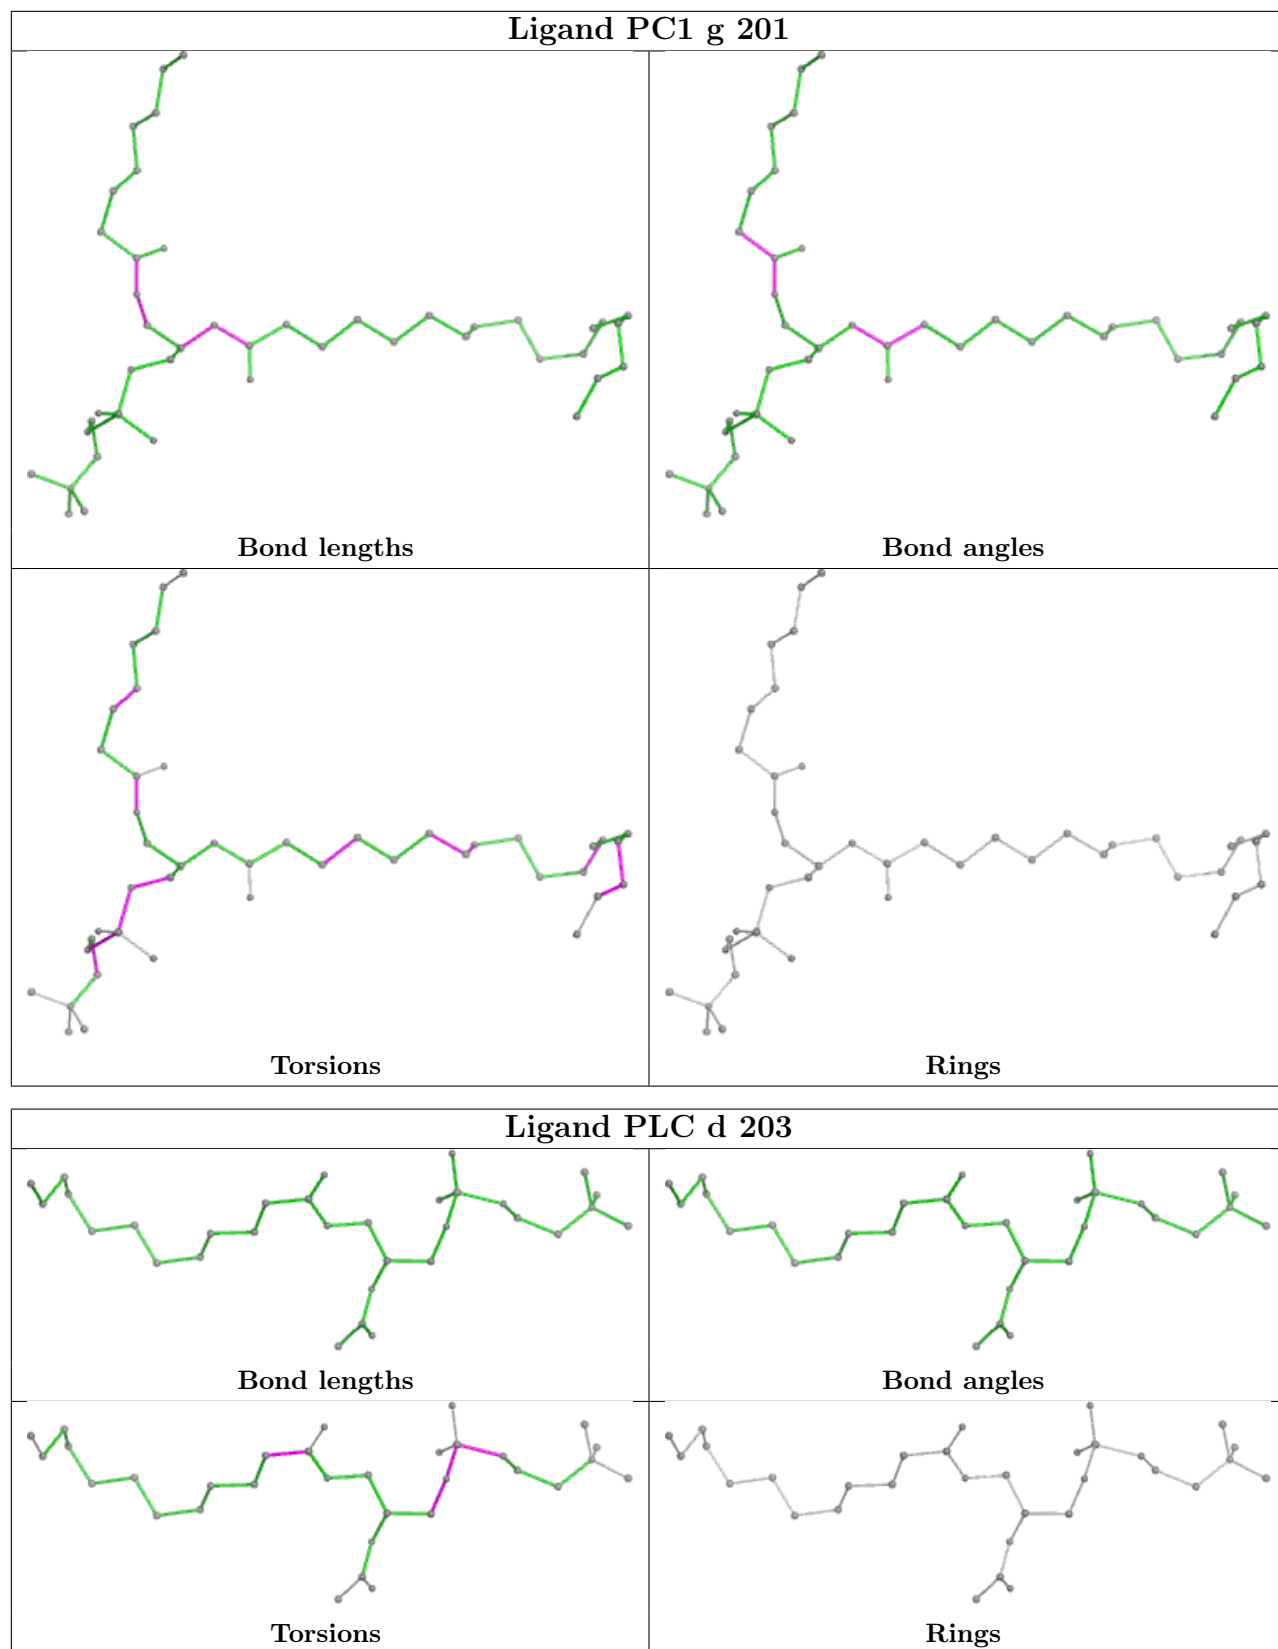 Ligand PC1 g 201
Bond lengths
Bond angles
Torsions
Rings
Ligand PLC d 203
Bond lengths
Bond angles
Torsions
Rings